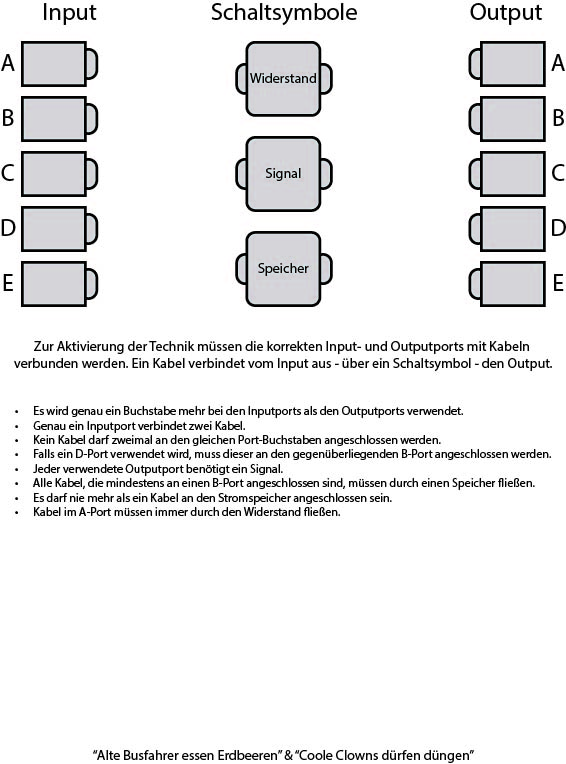 Input Schaltsymbole Output
A Widerstand A
B B
C Signal C
D D
E Speicher E
Zur Aktivierung der Technik müssen die korrekten Input- und Outputports mit Kabeln
verbunden werden. Ein Kabel verbindet vom Input aus - über ein Schaltsymbol - den Output.
• Es wird genau ein Buchstabe mehr bei den Inputports als den Outputports verwendet.
• Genau ein Inputport verbindet zwei Kabel.
• Kein Kabel darf zweimal an den gleichen Port-Buchstaben angeschlossen werden.
• Falls ein D-Port verwendet wird, muss dieser an den gegenüberliegenden B-Port angeschlossen werden.
• Jeder verwendete Outputport benötigt ein Signal.
• Alle Kabel, die mindestens an einen B-Port angeschlossen sind, müssen durch einen Speicher fließen.
• Es darf nie mehr als ein Kabel an den Stromspeicher angeschlossen sein.
• Kabel im A-Port müssen immer durch den Widerstand fließen.
“Alte Busfahrer essen Erdbeeren” & “Coole Clowns dürfen düngen”